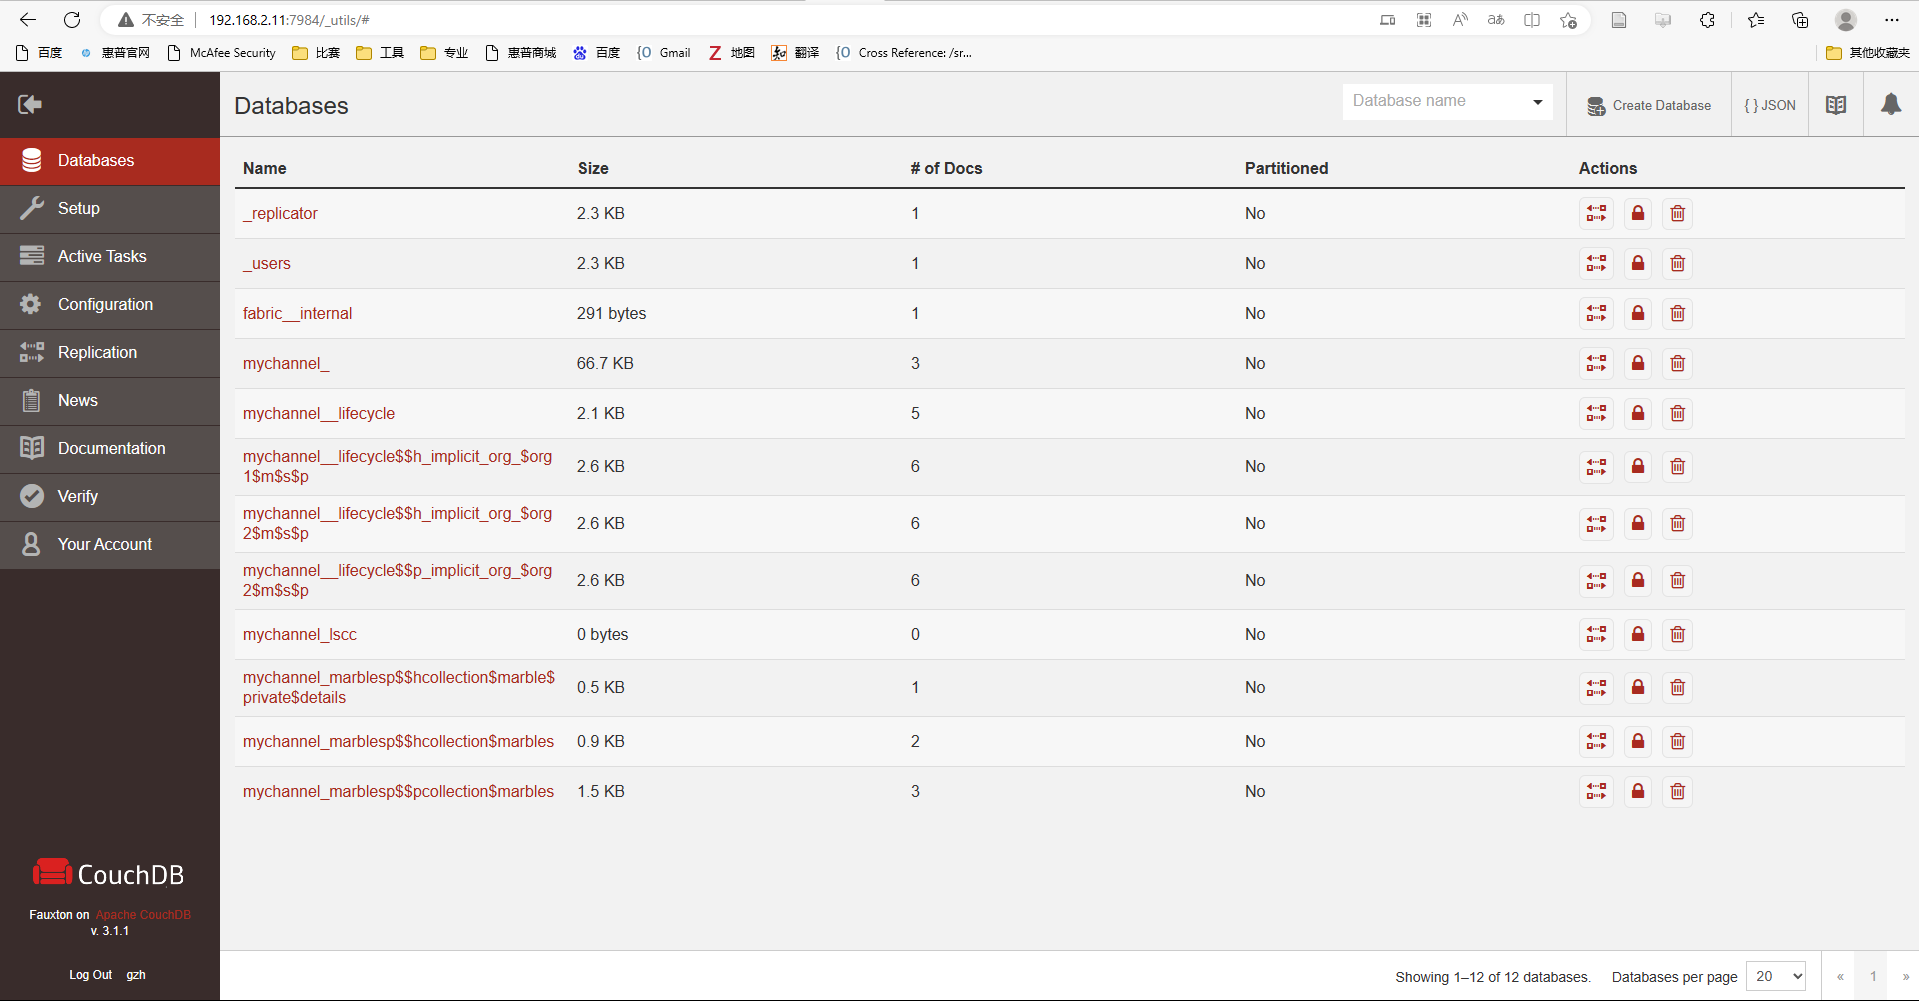 不安全 192.168.2.11:7984/_utils/#
百度 惠普官网 McAfee Security 比赛 工具 专业 惠普商城 百度 Gmail 地图 翻译 Cross Reference: /sr... 其他收藏夹
Databases Database name Create Database { } JSON
Databases
Setup
Active Tasks
Configuration
Replication
News
Documentation
Verify
Your Account
Name Size # of Docs Partitioned Actions
_replicator 2.3 KB 1 No
_users 2.3 KB 1 No
fabric__internal 291 bytes 1 No
mychannel_ 66.7 KB 3 No
mychannel__lifecycle 2.1 KB 5 No
mychannel__lifecycle$$h_implicit_org_$org
1$m$s$p 2.6 KB 6 No
mychannel__lifecycle$$h_implicit_org_$org
2$m$s$p 2.6 KB 6 No
mychannel__lifecycle$$p_implicit_org_$org
2$m$s$p 2.6 KB 6 No
mychannel_lscc 0 bytes 0 No
mychannel_marblesp$$hcollection$marble$
private$details 0.5 KB 1 No
mychannel_marblesp$$hcollection$marbles 0.9 KB 2 No
mychannel_marblesp$$pcollection$marbles 1.5 KB 3 No
CouchDB
Fauxton on Apache CouchDB
v. 3.1.1
Log Out gzh
Showing 1–12 of 12 databases. Databases per page 20 « 1 »